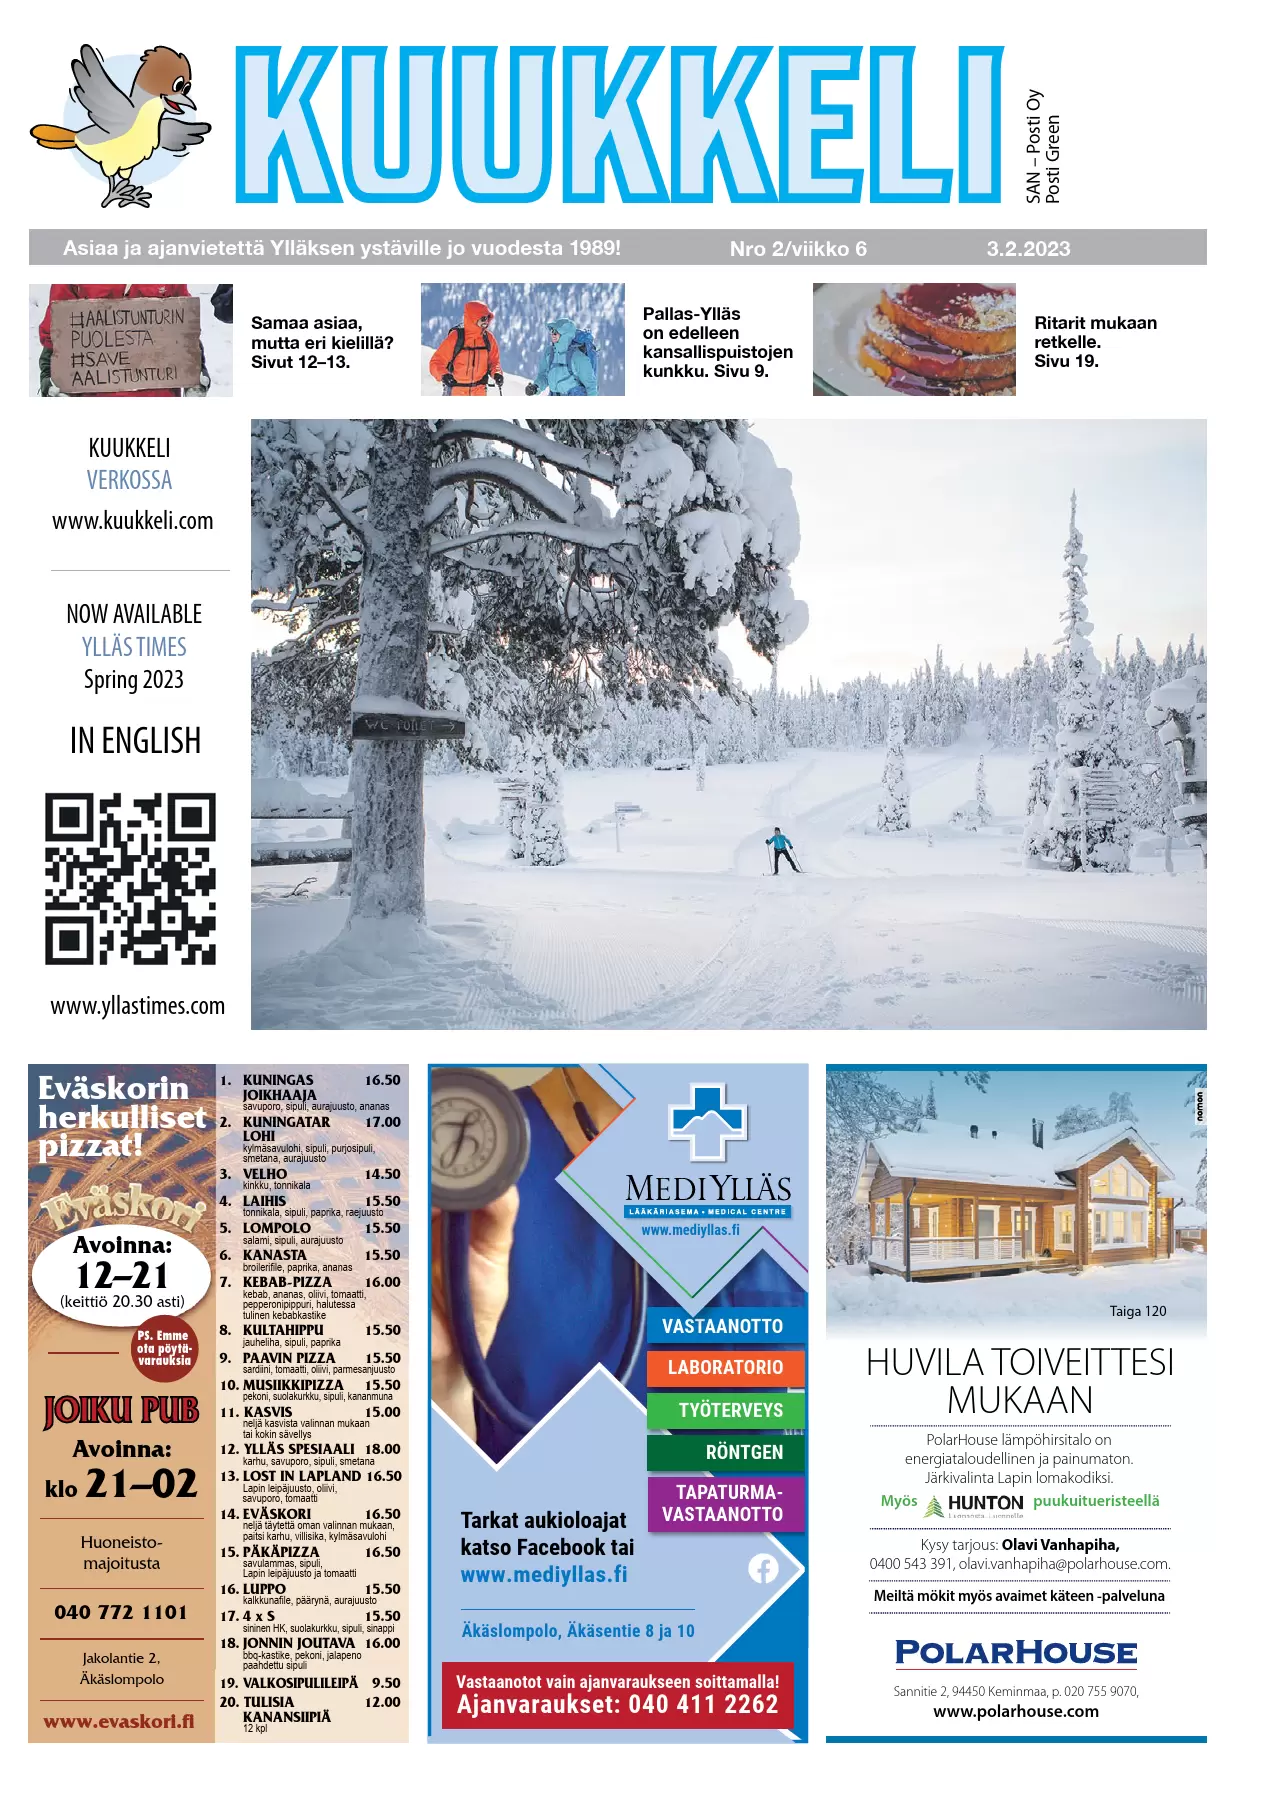 KUUKKELI
SAN – Posti Oy
Posti Green
Asiaa ja ajanvietettä Ylläksen ystäville jo vuodesta 1989!
Nro 2/viikko 6
3.2.2023
#AALISTUNTURIN
PUOLESTA
#SAVE
AALISTUNTURI
Samaa asiaa,
mutta eri kielillä?
Sivut 12–13.
Pallas-Ylläs
on edelleen
kansallispuistojen
kunkku. Sivu 9.
Ritarit mukaan
retkelle.
Sivu 19.
KUUKKELI
VERKOSSA
www.kuukkeli.com
NOW AVAILABLE
YLLÄS TIMES
Spring 2023
IN ENGLISH
www.yllastimes.com
WC TOILET →
Eväskorin
herkulliset
pizzat!
Eväskori
Avoinna:
12–21
(keittiö 20.30 asti)
PS. Emme
ota pöytä-
varauksia
JOIKU PUB
Avoinna:
klo 21–02
Huoneisto-
majoitusta
040 772 1101
Jakolantie 2,
Äkäslompolo
www.evaskori.fi
1. KUNINGAS JOIKHAAJA 16.50
savuporo, sipuli, aurajuusto, ananas
2. KUNINGATAR LOHI 17.00
kylmäsavulohi, sipuli, purjosipuli,
smetana, aurajuusto
3. VELHO 14.50
kinkku, tonnikala
4. LAIHIS 15.50
tonnikala, sipuli, paprika, raejuusto
5. LOMPOLO 15.50
salami, sipuli, aurajuusto
6. KANASTA 15.50
broilerifile, paprika, ananas
7. KEBAB-PIZZA 16.00
kebab, ananas, oliivi, tomaatti,
pepperonipippuri, halutessa
tulinen kebabkastike
8. KULTAHIPPU 15.50
jauheliha, sipuli, paprika
9. PAAVIN PIZZA 15.50
sardiini, tomaatti, oliivi, parmesanjuusto
10. MUSIIKKIPIZZA 15.50
pekoni, suolakurkku, sipuli, kananmuna
11. KASVIS 15.00
neljä kasvista valinnan mukaan
tai kokin sävellys
12. YLLÄS SPESIAALI 18.00
karhu, savuporo, sipuli, smetana
13. LOST IN LAPLAND 16.50
Lapin leipäjuusto, oliivi,
savuporo, tomaatti
14. EVÄSKORI 16.50
neljä täytettä oman valinnan mukaan,
paitsi karhu, villisika, kylmäsavulohi
15. PÄKÄPIZZA 16.50
savulammas, sipuli,
Lapin leipäjuusto ja tomaatti
16. LUPPO 15.50
kalkkunafile, päärynä, aurajuusto
17. 4 x S 15.50
sininen HK, suolakurkku, sipuli, sinappi
18. JONNIN JOUTAVA 16.00
bbq-kastike, pekoni, jalapeno
paahdettu sipuli
19. VALKOSIPULILEIPÄ 9.50
20. TULISIA KANANSIIPIÄ 12.00
12 kpl
MEDIYLLÄS
LÄÄKÄRIASEMA • MEDICAL CENTRE
www.mediyllas.fi
VASTAANOTTO
LABORATORIO
TYÖTERVEYS
RÖNTGEN
TAPATURMA-
VASTAANOTTO
Tarkat aukioloajat
katso Facebook tai
www.mediyllas.fi
Äkäslompolo, Äkäsentie 8 ja 10
Vastaanotot vain ajanvaraukseen soittamalla!
Ajanvaraukset: 040 411 2262
noman
Taiga 120
HUVILA TOIVEITTESI
MUKAAN
PolarHouse lämpöhirsitalo on
energiataloudellinen ja painumaton.
Järkivalinta Lapin lomakodiksi.
Myös HUNTON puukuitueristeellä
Kysy tarjous: Olavi Vanhapiha,
0400 543 391, olavi.vanhapiha@polarhouse.com.
Meiltä mökit myös avaimet käteen -palveluna
POLARHOUSE
Sannitie 2, 94450 Keminmaa, p. 020 755 9070,
www.polarhouse.com